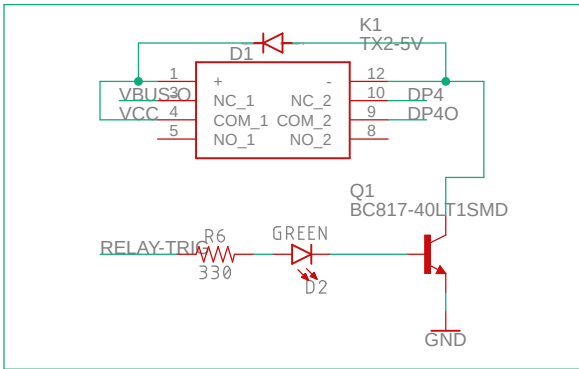 K1
TX2-5V
D1
1 + - 12
VBUS-O 3 NC_1 NC_2 10 DP4
VCC 4 COM_1 COM_2 9 DP4O
5 NO_1 NO_2 8
Q1
BC817-40LT1SMD
RELAY-TRIG R6 GREEN
330 D2
GND